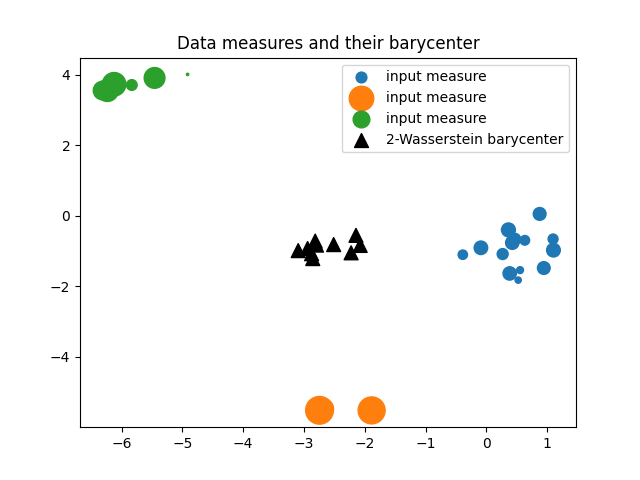 Data measures and their barycenter
input measure
input measure
input measure
2-Wasserstein barycenter
4
2
0
−2
−4
−6 −5 −4 −3 −2 −1 0 1